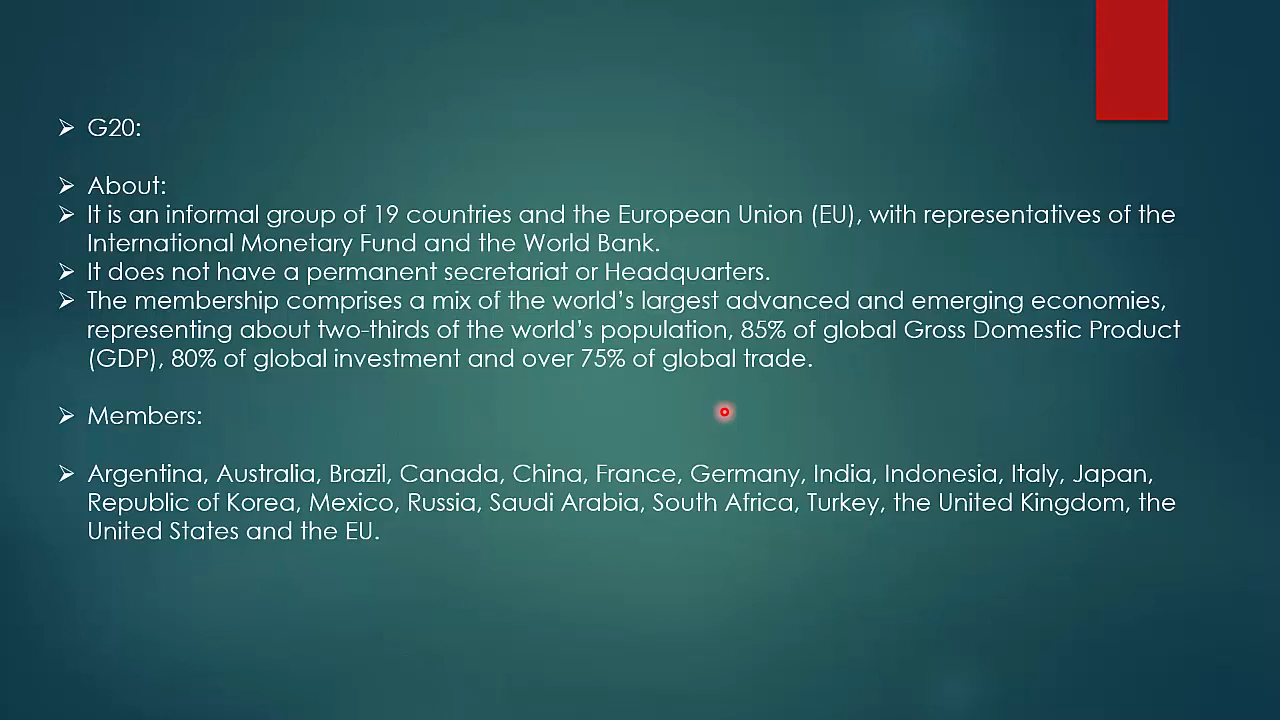 G20:
About:
It is an informal group of 19 countries and the European Union (EU), with representatives of the
International Monetary Fund and the World Bank.
It does not have a permanent secretariat or Headquarters.
The membership comprises a mix of the world’s largest advanced and emerging economies,
representing about two-thirds of the world’s population, 85% of global Gross Domestic Product
(GDP), 80% of global investment and over 75% of global trade.
Members:
Argentina, Australia, Brazil, Canada, China, France, Germany, India, Indonesia, Italy, Japan,
Republic of Korea, Mexico, Russia, Saudi Arabia, South Africa, Turkey, the United Kingdom, the
United States and the EU.